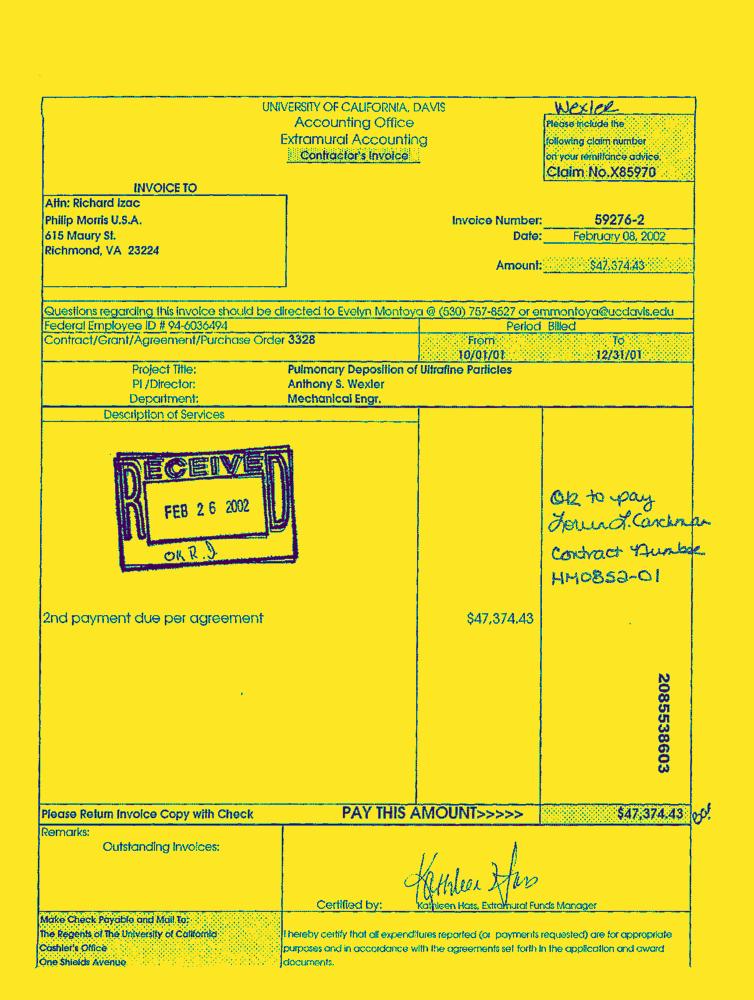 UNIVERSITY OF CALIFORNIA, DAVIS
Accounting Office
Extramural Accounting
Contractor's Invoice
Wexler
Please include the
following claim number
on your remittance advice.
Claim No.X85970
INVOICE TO
Attn: Richard Izac
Philip Morris U.S.A.
615 Maury St.
Richmond, VA 23224
Invoice Number: 59276-2
Date: February 08, 2002
Amount: $47,374.43
Questions regarding this invoice should be directed to Evelyn Montoya @ (530) 757-8527 or emmontoya@ucdavis.edu
Federal Employee ID # 94-6036494
Period Billed
Contract/Grant/Agreement/Purchase Order 3328
From To
10/01/01 12/31/01
Project Title: Pulmonary Deposition of Ultrafine Particles
PI /Director: Anthony S. Wexler
Department: Mechanical Engr.
Description of Services
RECEIVED
FEB 26 2002
OK R.J
OK to pay
Contract Number
HM0852-01
2nd payment due per agreement $47,374.43
2085538603
Please Return Invoice Copy with Check PAY THIS AMOUNT>>>>> $47,374.43
Remarks:
Outstanding Invoices:
Kathleen Hass
Certified by: Kathleen Hass, Extramural Funds Manager
Make Check Payable and Mail To:
The Regents of The University of California
Cashier's Office
One Shields Avenue
I hereby certify that all expenditures reported (or payments requested) are for appropriate
purposes and in accordance with the agreements set forth in the application and award
documents.